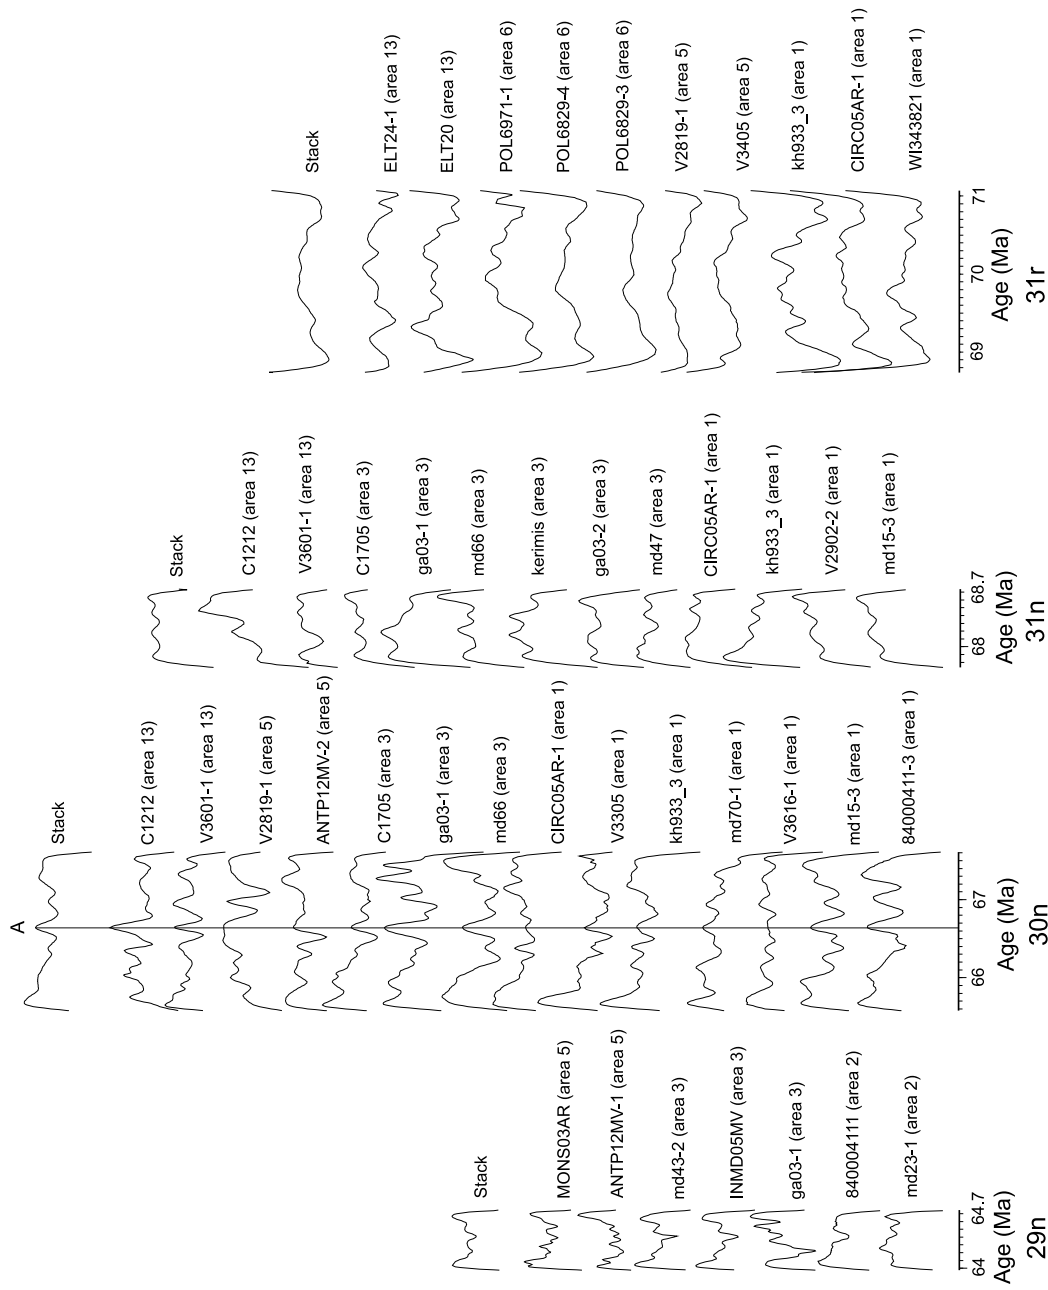 Stack
MONS03AR (area 5)
ANTP12MV-1 (area 5)
md43-2 (area 3)
INMD05MV (area 3)
ga03-1 (area 3)
840004111 (area 2)
md23-1 (area 2)
64
64.7
Age (Ma)
29n
A
Stack
C1212 (area 13)
V3601-1 (area 13)
V2819-1 (area 5)
ANTP12MV-2 (area 5)
C1705 (area 3)
ga03-1 (area 3)
md66 (area 3)
CIRC05AR-1 (area 1)
V3305 (area 1)
kh933_3 (area 1)
md70-1 (area 1)
V3616-1 (area 1)
md15-3 (area 1)
84000411-3 (area 1)
66
67
Age (Ma)
30n
Stack
C1212 (area 13)
V3601-1 (area 13)
C1705 (area 3)
ga03-1 (area 3)
md66 (area 3)
kerimis (area 3)
ga03-2 (area 3)
md47 (area 3)
CIRC05AR-1 (area 1)
kh933_3 (area 1)
V2902-2 (area 1)
md15-3 (area 1)
68
68.7
Age (Ma)
31n
Stack
ELT24-1 (area 13)
ELT20 (area 13)
POL6971-1 (area 6)
POL6829-4 (area 6)
POL6829-3 (area 6)
V2819-1 (area 5)
V3405 (area 5)
kh933_3 (area 1)
CIRC05AR-1 (area 1)
WI343821 (area 1)
69
70
71
Age (Ma)
31r